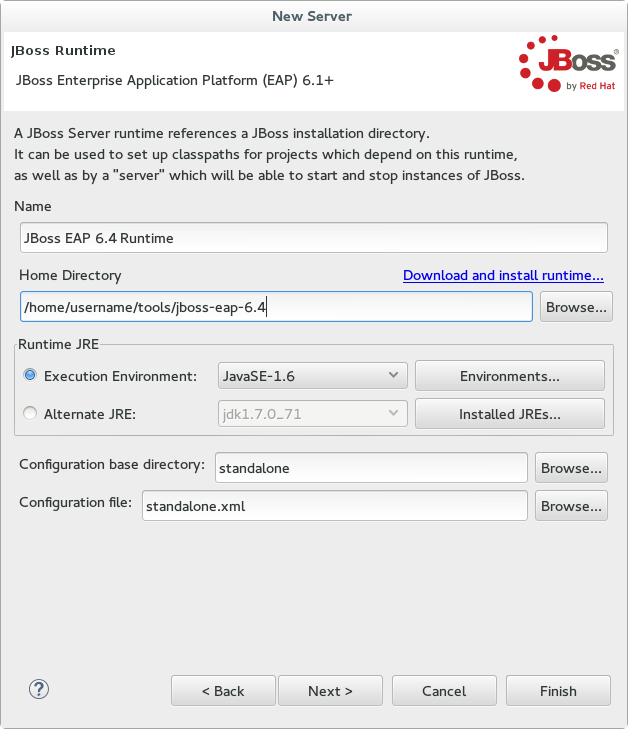 New Server
JBoss Runtime
JBoss Enterprise Application Platform (EAP) 6.1+
JBoss®
by Red Hat
A JBoss Server runtime references a JBoss installation directory.
It can be used to set up classpaths for projects which depend on this runtime,
as well as by a "server" which will be able to start and stop instances of JBoss.
Name
JBoss EAP 6.4 Runtime
Home Directory Download and install runtime...
/home/username/tools/jboss-eap-6.4 Browse...
Runtime JRE
Execution Environment: JavaSE-1.6 Environments...
Alternate JRE: jdk1.7.0_71 Installed JREs...
Configuration base directory: standalone Browse...
Configuration file: standalone.xml Browse...
? < Back Next > Cancel Finish